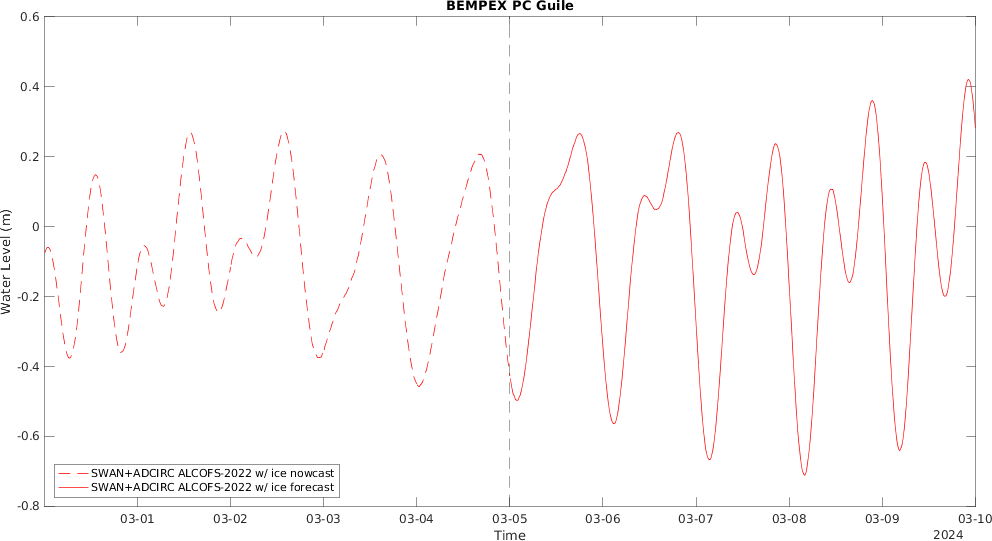 BEMPEX PC Guile
0.6
0.4
0.2
0
-0.2
-0.4
-0.6
-0.8
Water Level (m)
SWAN+ADCIRC ALCOFS-2022 w/ ice nowcast
SWAN+ADCIRC ALCOFS-2022 w/ ice forecast
03-01 03-02 03-03 03-04 03-05 03-06 03-07 03-08 03-09 03-10
Time
2024